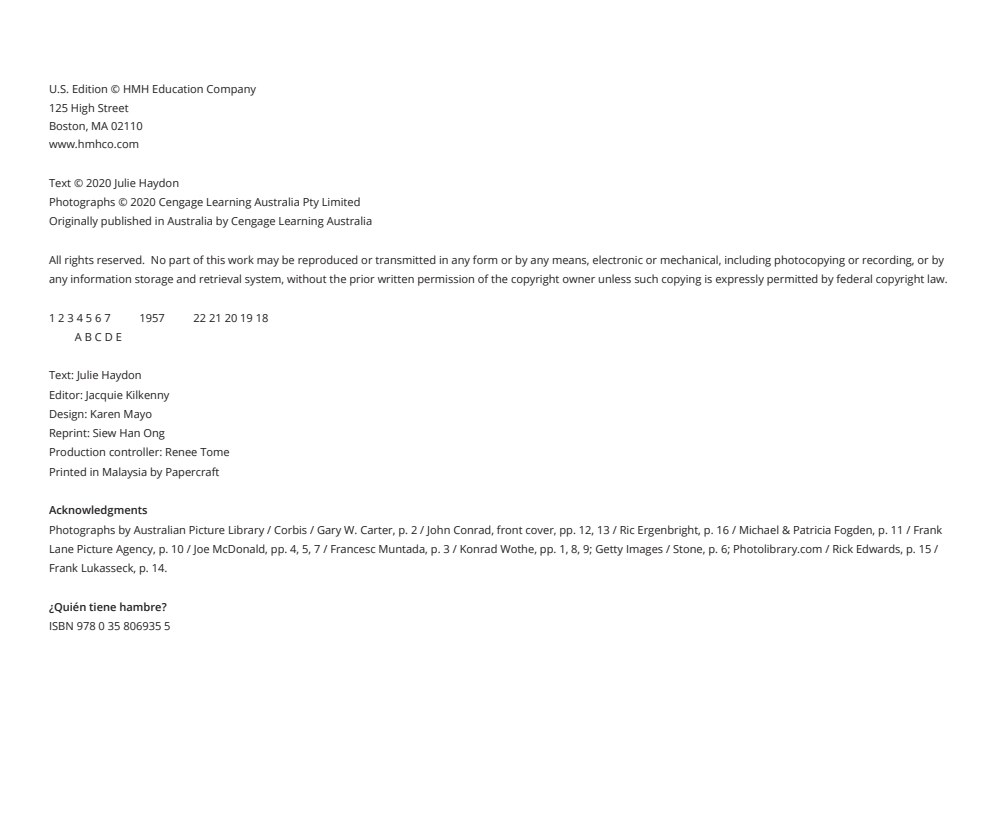 U.S. Edition © HMH Education Company
125 High Street
Boston, MA 02110
www.hmhco.com
Text © 2020 Julie Haydon
Photographs © 2020 Cengage Learning Australia Pty Limited
Originally published in Australia by Cengage Learning Australia
All rights reserved.  No part of this work may be reproduced or transmitted in any form or by any means, electronic or mechanical, including photocopying or recording, or by
any information storage and retrieval system, without the prior written permission of the copyright owner unless such copying is expressly permitted by federal copyright law.
1 2 3 4 5 6 7 1957 22 21 20 19 18
A B C D E
Text: Julie Haydon
Editor: Jacquie Kilkenny
Design: Karen Mayo
Reprint: Siew Han Ong
Production controller: Renee Tome
Printed in Malaysia by Papercraft
Acknowledgments
Photographs by Australian Picture Library / Corbis / Gary W. Carter, p. 2 / John Conrad, front cover, pp. 12, 13 / Ric Ergenbright, p. 16 / Michael & Patricia Fogden, p. 11 / Frank
Lane Picture Agency, p. 10 / Joe McDonald, pp. 4, 5, 7 / Francesc Muntada, p. 3 / Konrad Wothe, pp. 1, 8, 9; Getty Images / Stone, p. 6; Photolibrary.com / Rick Edwards, p. 15 /
Frank Lukasseck, p. 14.
¿Quién tiene hambre?
ISBN 978 0 35 806935 5